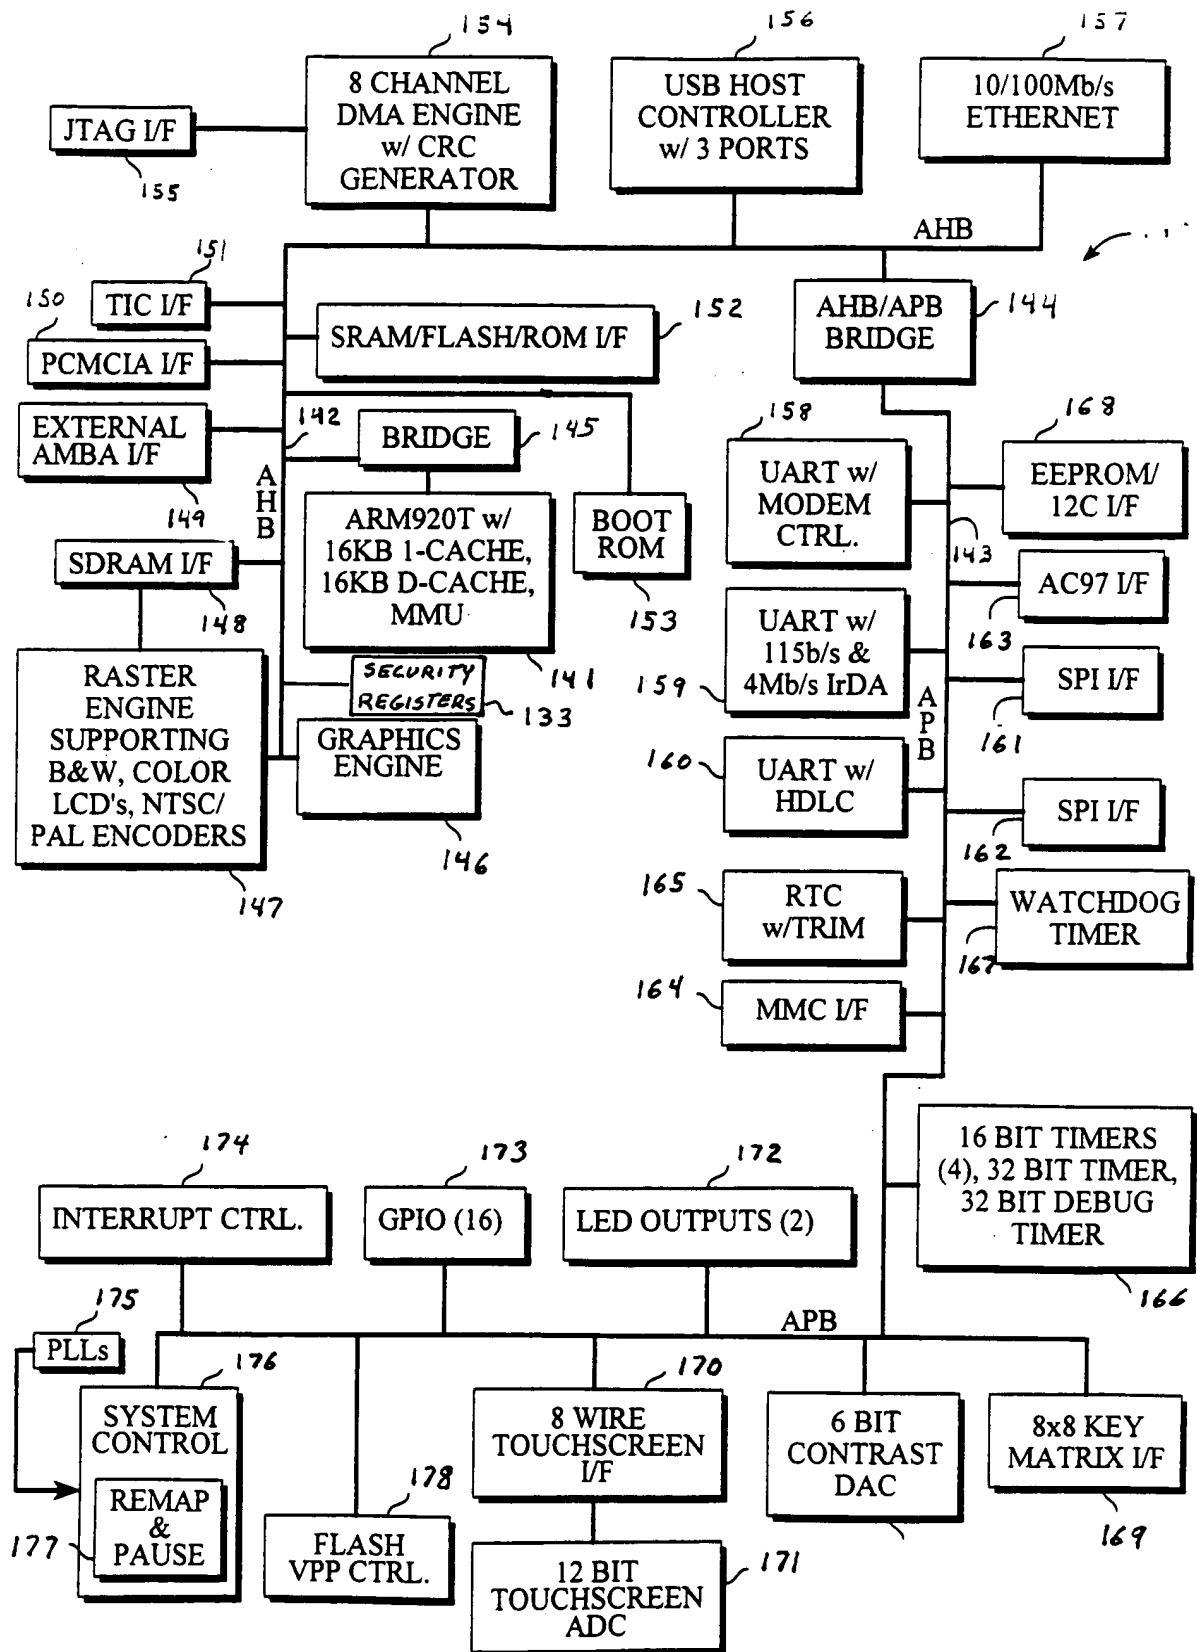 154
156
157
8 CHANNEL
DMA ENGINE
w/ CRC
GENERATOR
USB HOST
CONTROLLER
w/ 3 PORTS
10/100Mb/s
ETHERNET
JTAG I/F
155
AHB
151
TIC I/F
150
PCMCIA I/F
SRAM/FLASH/ROM I/F
152
AHB/APB
BRIDGE
144
EXTERNAL
AMBA I/F
149
142
BRIDGE
145
AHB
158
168
UART w/
MODEM
CTRL.
EEPROM/
12C I/F
143
ARM920T w/
16KB 1-CACHE,
16KB D-CACHE,
MMU
141
BOOT
ROM
153
SDRAM I/F
148
AC97 I/F
163
UART w/
115b/s &
4Mb/s IrDA
159
APB
SECURITY
REGISTERS
133
SPI I/F
161
RASTER
ENGINE
SUPPORTING
B&W, COLOR
LCD's, NTSC/
PAL ENCODERS
147
GRAPHICS
ENGINE
146
160
UART w/
HDLC
SPI I/F
162
165
RTC
w/TRIM
WATCHDOG
TIMER
167
164
MMC I/F
174
173
172
INTERRUPT CTRL.
GPIO (16)
LED OUTPUTS (2)
16 BIT TIMERS
(4), 32 BIT TIMER,
32 BIT DEBUG
TIMER
166
175
PLLs
APB
176
170
SYSTEM
CONTROL
REMAP
&
PAUSE
177
178
FLASH
VPP CTRL.
8 WIRE
TOUCHSCREEN
I/F
12 BIT
TOUCHSCREEN
ADC
171
6 BIT
CONTRAST
DAC
8x8 KEY
MATRIX I/F
169